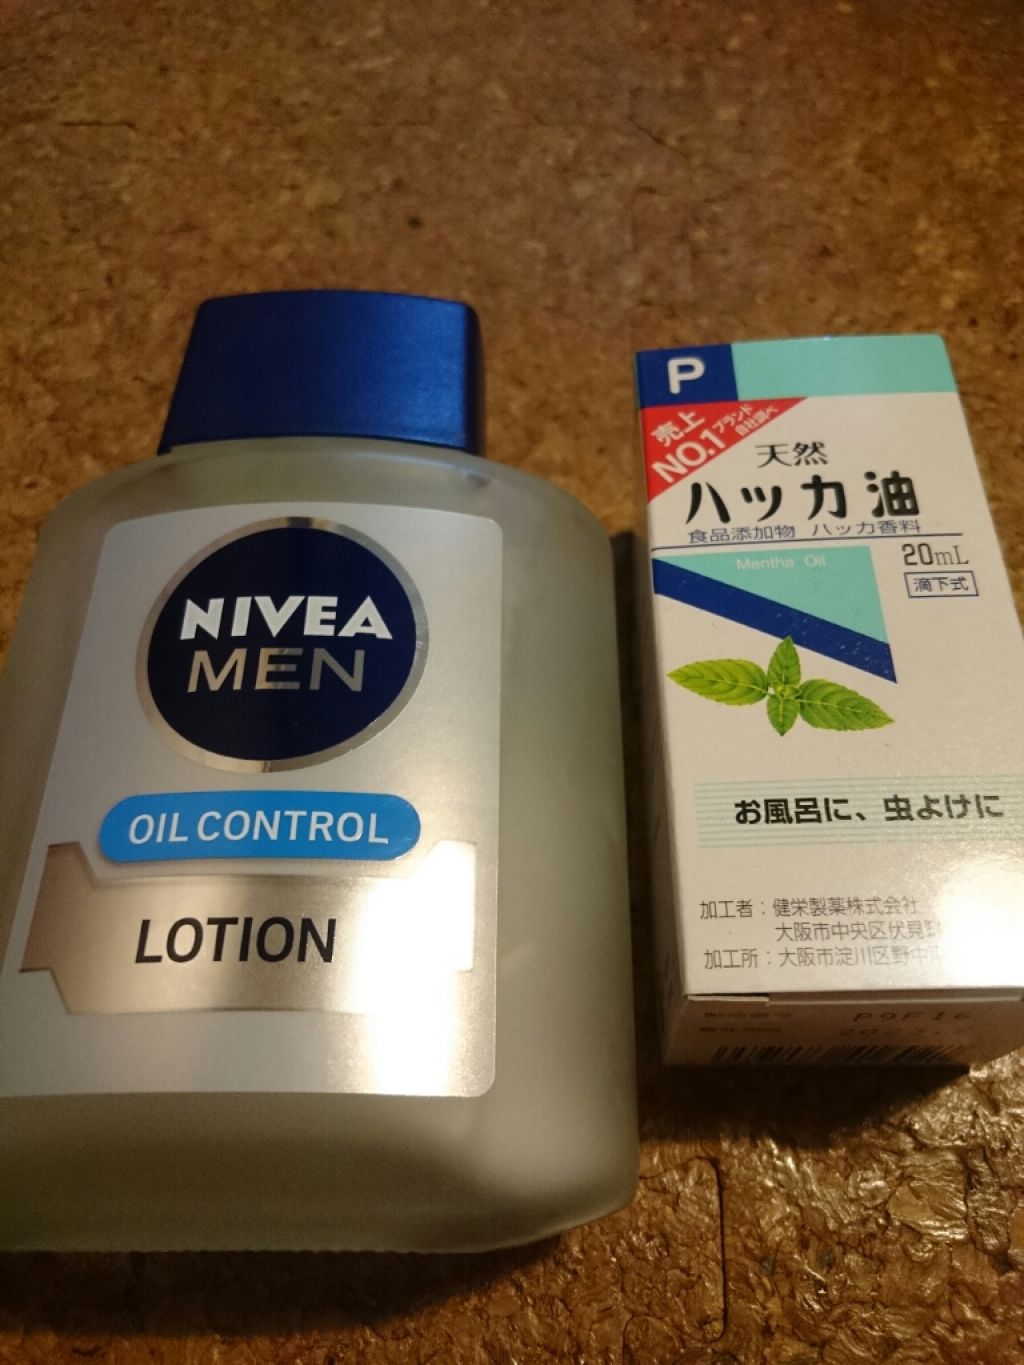 NIVEA
MEN
OIL CONTROL
LOTION
P
売上
NO.1
ブランド
自社調べ
天然
ハッカ油
食品添加物 ハッカ香料
20mL
Mentha Oil
滴下式
お風呂に、虫よけに
加工者：健栄製薬株式会社
大阪市中央区伏見
加工所：大阪市淀川区野中
P9F16